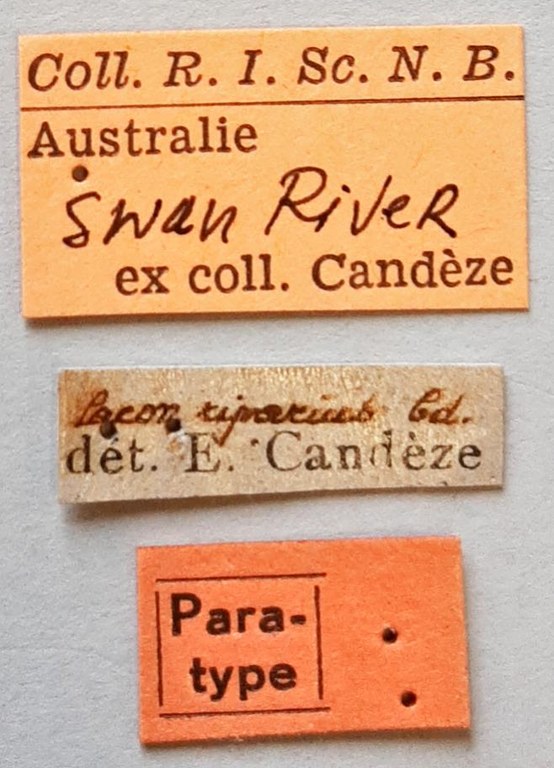 Coll. R. I. Sc. N. B.
Australie
Swan River
ex coll. Candèze
Lacon riparius Cd.
dét. E. Candèze
Para-
type